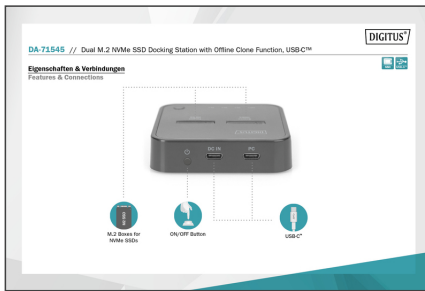 DIGITUS®
DA-71545 // Dual M.2 NVMe SSD Docking Station with Offline Clone Function, USB-C™
Eigenschaften & Verbindungen
Features & Connections
DC IN
PC
M.2 Boxes for
NVMe SSDs
ON/OFF Button
USB-C®